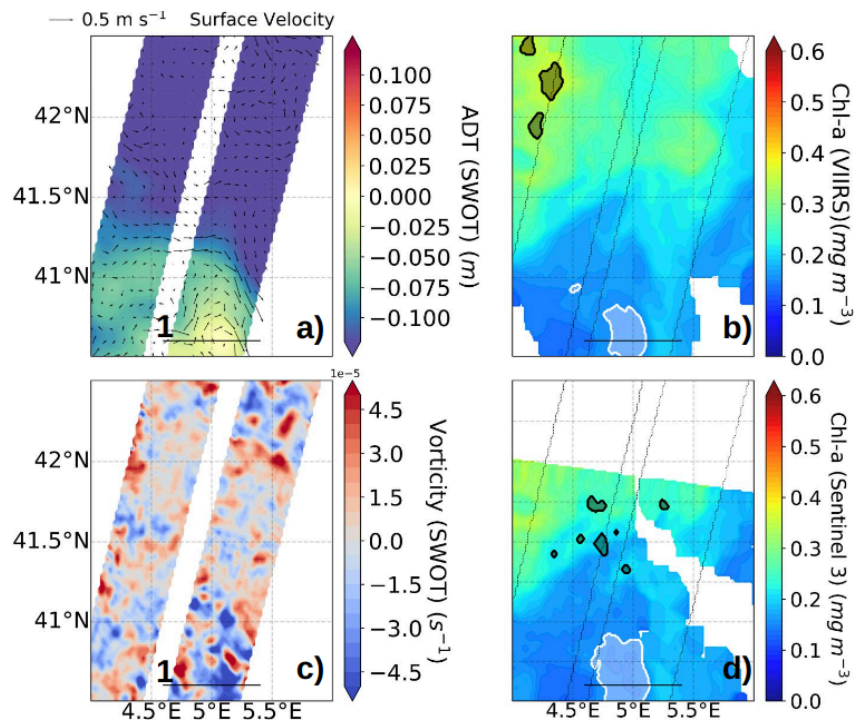 0.5 m s⁻¹ Surface Velocity
42°N
41.5°N
41°N
1
a)
0.100
0.075
0.050
0.025
0.000
−0.025
−0.050
−0.075
−0.100
ADT (SWOT) (m)
b)
0.6
0.5
0.4
0.3
0.2
0.1
0.0
Chl-a (VIIRS)(mg m⁻³)
42°N
41.5°N
41°N
4.5°E 5°E 5.5°E
1
c)
1e−5
4.5
3.0
1.5
0.0
−1.5
−3.0
−4.5
Vorticity (SWOT) (s⁻¹)
d)
4.5°E 5°E 5.5°E
0.6
0.5
0.4
0.3
0.2
0.1
0.0
Chl-a (Sentinel 3) (mg m⁻³)